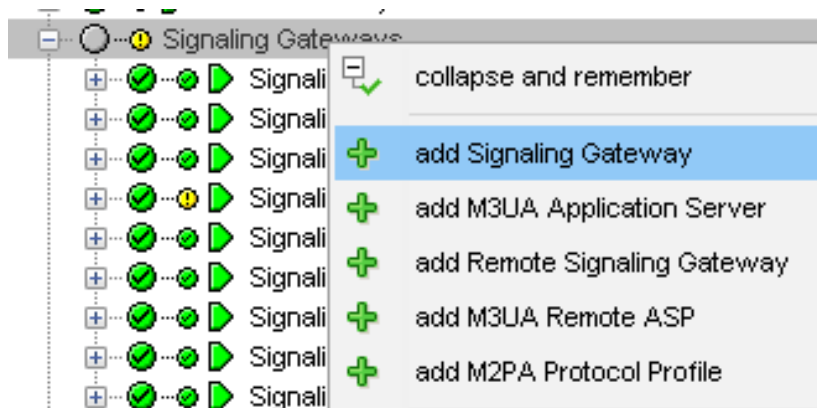 Signaling Gateways
collapse and remember
Signali
Signali
add Signaling Gateway
Signali
Signali
add M3UA Application Server
Signali
add Remote Signaling Gateway
Signali
Signali
add M3UA Remote ASP
Signali
add M2PA Protocol Profile
Signali